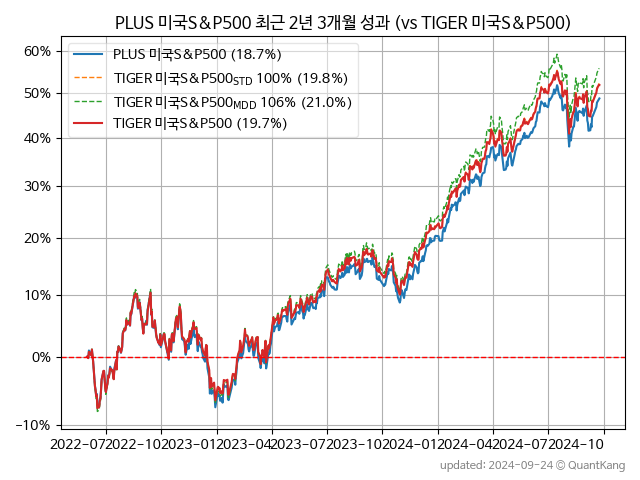 PLUS 미국S&P500 최근 2년 3개월 성과 (vs TIGER 미국S&P500)
PLUS 미국S&P500 (18.7%)
TIGER 미국S&P500STD 100% (19.8%)
TIGER 미국S&P500MDD 106% (21.0%)
TIGER 미국S&P500 (19.7%)
60%
50%
40%
30%
20%
10%
0%
-10%
2022-07 2022-10 2023-01 2023-04 2023-07 2023-10 2024-01 2024-04 2024-07 2024-10
updated: 2024-09-24 @ QuantKang